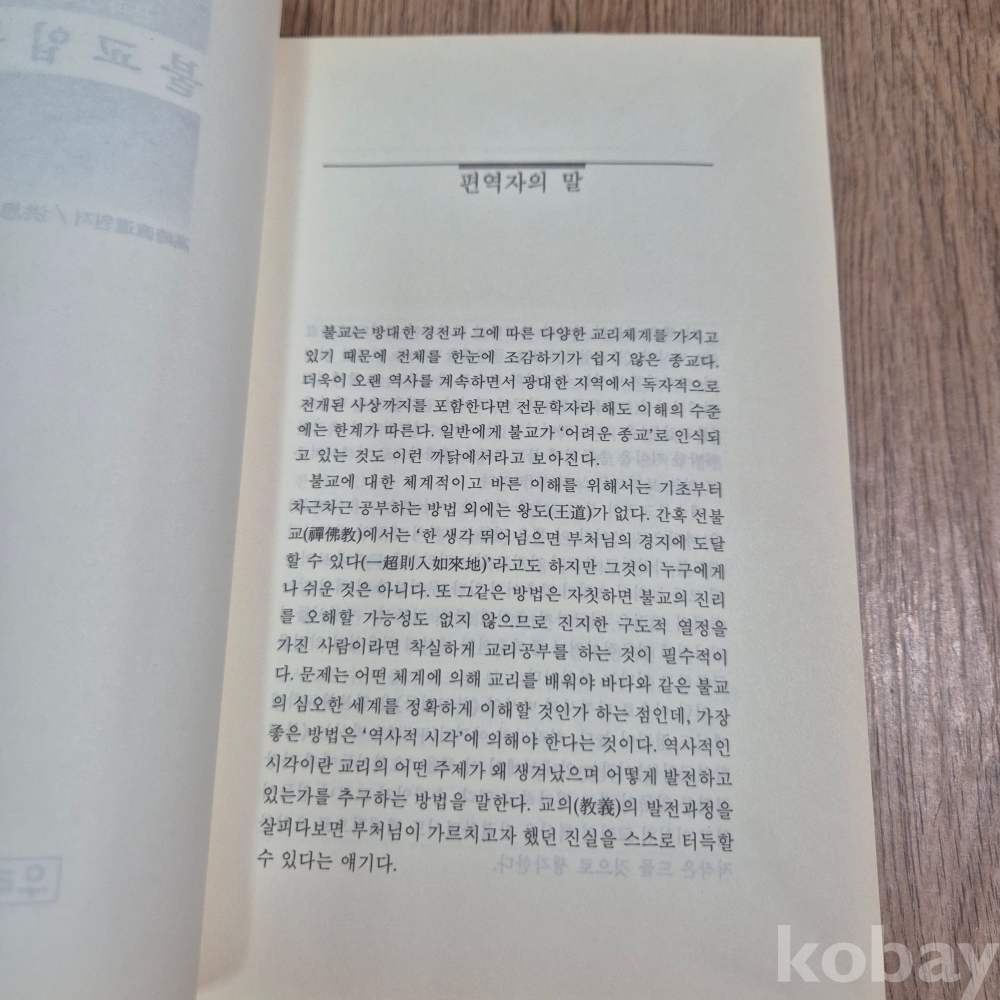 편역자의 말
불교는 방대한 경전과 그에 따른 다양한 교리체계를 가지고
있기 때문에 전체를 한눈에 조감하기가 쉽지 않은 종교다.
더욱이 오랜 역사를 계속하면서 광대한 지역에서 독자적으로
전개된 사상까지를 포함한다면 전문학자라 해도 이해의 수준
에는 한계가 따른다. 일반에게 불교가 ‘어려운 종교’로 인식되
고 있는 것도 이런 까닭에서라고 보아진다.
불교에 대한 체계적이고 바른 이해를 위해서는 기초부터
차근차근 공부하는 방법 외에는 왕도(王道)가 없다. 간혹 선불
교(禪佛敎)에서는 ‘한 생각 뛰어넘으면 부처님의 경지에 도달
할 수 있다(一超則入如來地)’라고도 하지만 그것이 누구에게
나 쉬운 것은 아니다. 또 그같은 방법은 자칫하면 불교의 진리
를 오해할 가능성도 없지 않으므로 진지한 구도적 열정을
가진 사람이라면 착실하게 교리공부를 하는 것이 필수적이
다. 문제는 어떤 체계에 의해 교리를 배워야 바다와 같은 불교
의 심오한 세계를 정확하게 이해할 것인가 하는 점인데, 가장
좋은 방법은 ‘역사적 시각’에 의해야 한다는 것이다. 역사적인
시각이란 교리의 어떤 주제가 왜 생겨났으며 어떻게 발전하고
있는가를 추구하는 방법을 말한다. 교의(敎義)의 발전과정을
살피다보면 부처님이 가르치고자 했던 진실을 스스로 터득할
수 있다는 얘기다.
kobay